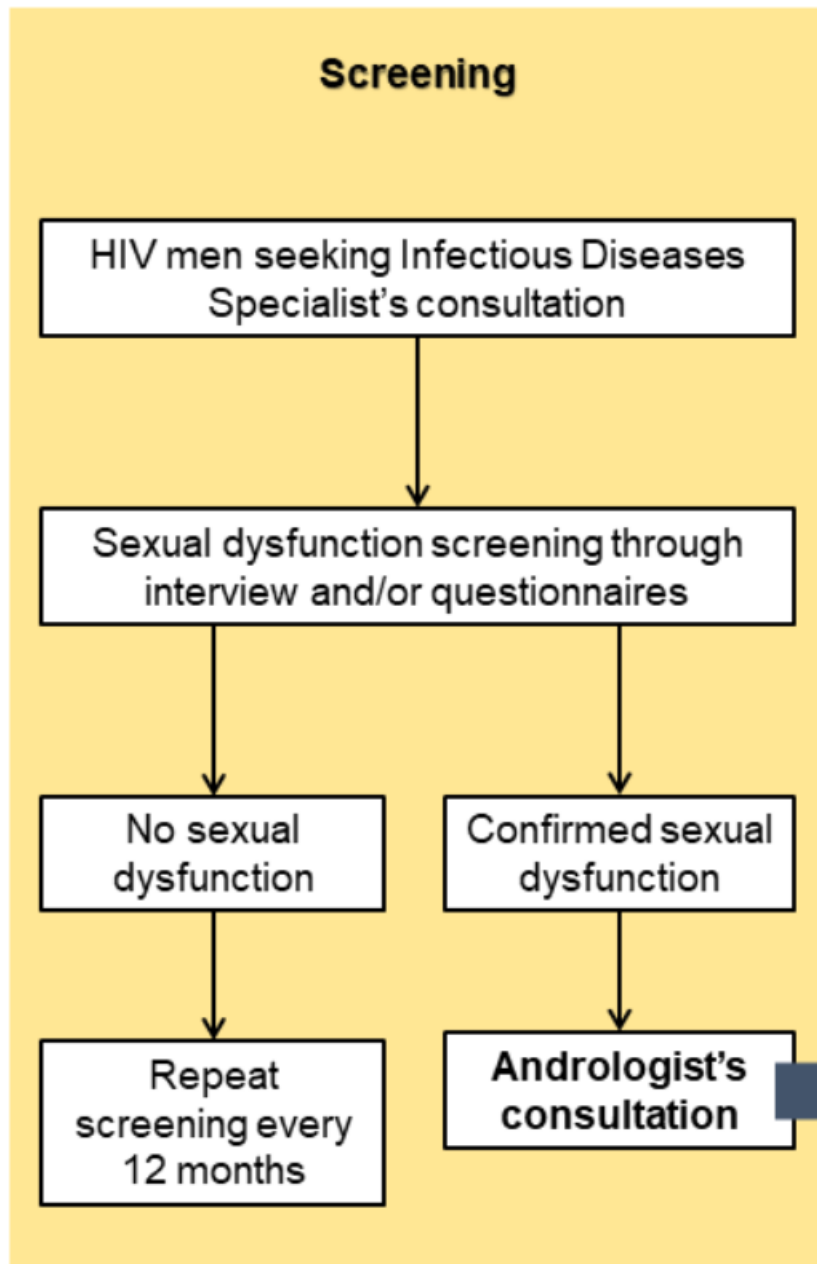 Screening
HIV men seeking Infectious Diseases
Specialist’s consultation
Sexual dysfunction screening through
interview and/or questionnaires
No sexual
dysfunction
Confirmed sexual
dysfunction
Repeat
screening every
12 months
Andrologist’s
consultation